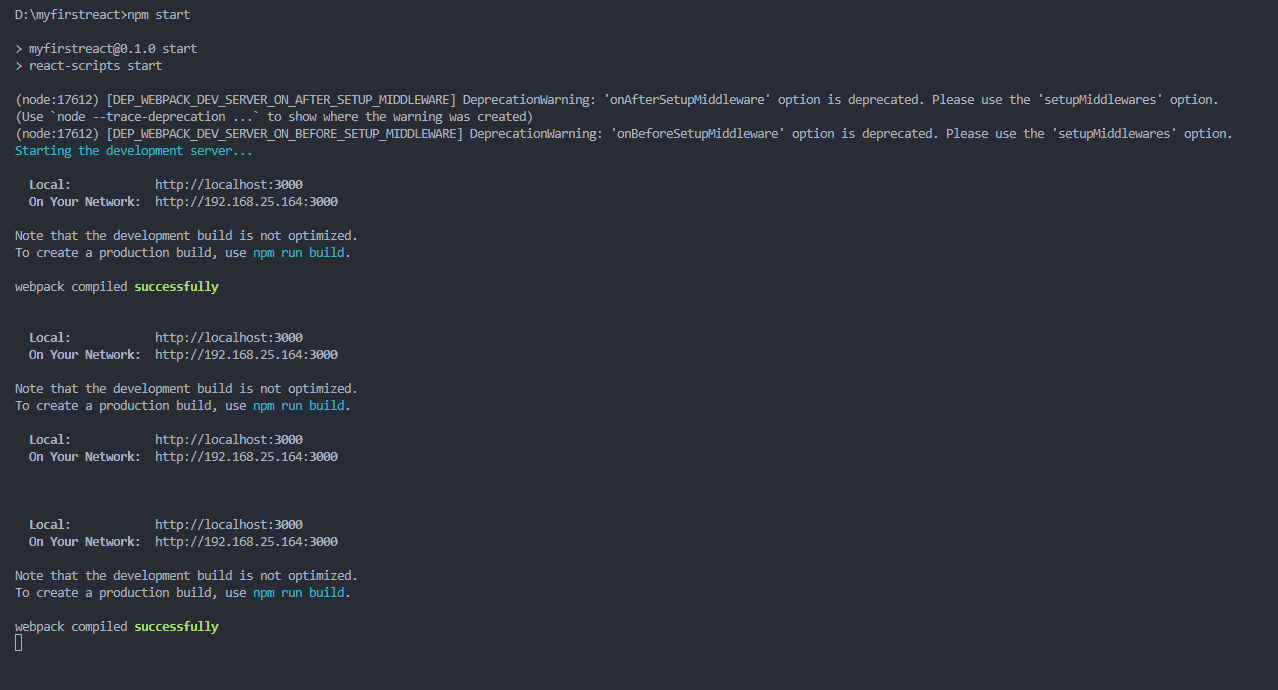 D:\myfirstreact>npm start
> myfirstreact@0.1.0 start
> react-scripts start
(node:17612) [DEP_WEBPACK_DEV_SERVER_ON_AFTER_SETUP_MIDDLEWARE] DeprecationWarning: 'onAfterSetupMiddleware' option is deprecated. Please use the 'setupMiddlewares' option.
(Use `node --trace-deprecation ...` to show where the warning was created)
(node:17612) [DEP_WEBPACK_DEV_SERVER_ON_BEFORE_SETUP_MIDDLEWARE] DeprecationWarning: 'onBeforeSetupMiddleware' option is deprecated. Please use the 'setupMiddlewares' option.
Starting the development server...
Local: http://localhost:3000
On Your Network: http://192.168.25.164:3000
Note that the development build is not optimized.
To create a production build, use npm run build.
webpack compiled successfully
Local: http://localhost:3000
On Your Network: http://192.168.25.164:3000
Note that the development build is not optimized.
To create a production build, use npm run build.
Local: http://localhost:3000
On Your Network: http://192.168.25.164:3000
Local: http://localhost:3000
On Your Network: http://192.168.25.164:3000
Note that the development build is not optimized.
To create a production build, use npm run build.
webpack compiled successfully